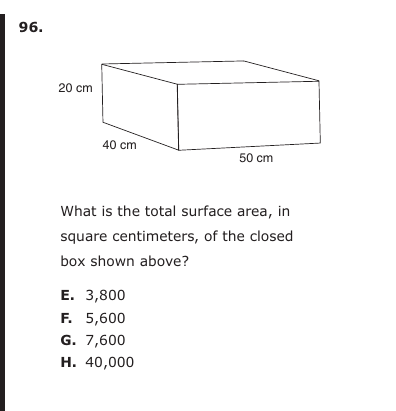 96.
20 cm
40 cm
50 cm
What is the total surface area, in
square centimeters, of the closed
box shown above?
E. 3,800
F. 5,600
G. 7,600
H. 40,000